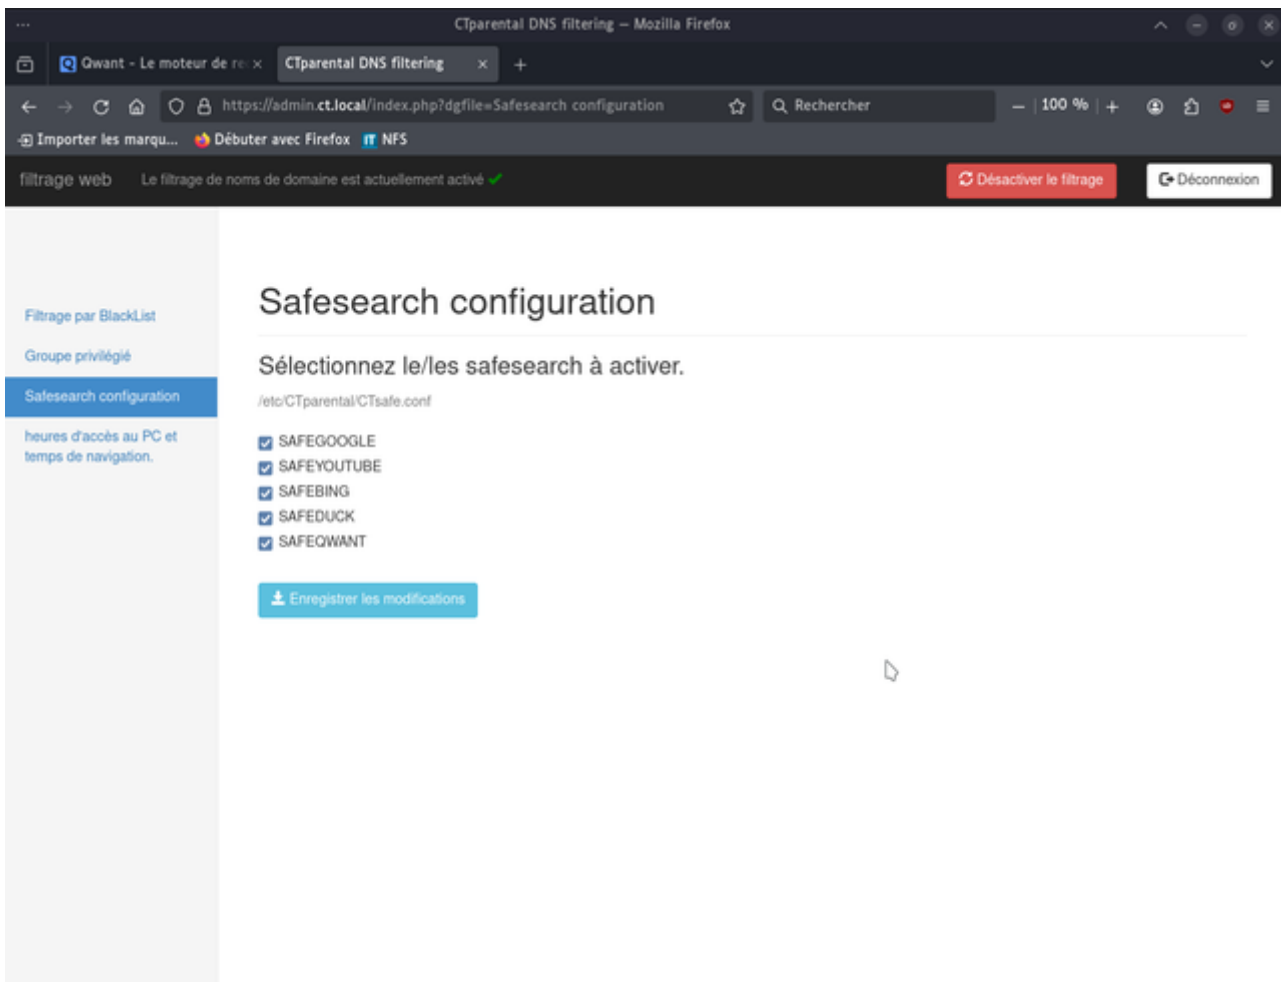 CTparental DNS filtering — Mozilla Firefox
Qwant - Le moteur de re
CTparental DNS filtering
https://admin.ct.local/index.php?dgfile=Safesearch configuration
Rechercher
100 %
Importer les marqu...
Débuter avec Firefox
NFS
filtrage web
Le filtrage de noms de domaine est actuellement activé
Désactiver le filtrage
Déconnexion
Filtrage par BlackList
Groupe privilégié
Safesearch configuration
heures d'accès au PC et
temps de navigation.
Safesearch configuration
Sélectionnez le/les safesearch à activer.
/etc/CTparental/CTsafe.conf
SAFEGOOGLE
SAFEYOUTUBE
SAFEBING
SAFEDUCK
SAFEQWANT
Enregistrer les modifications